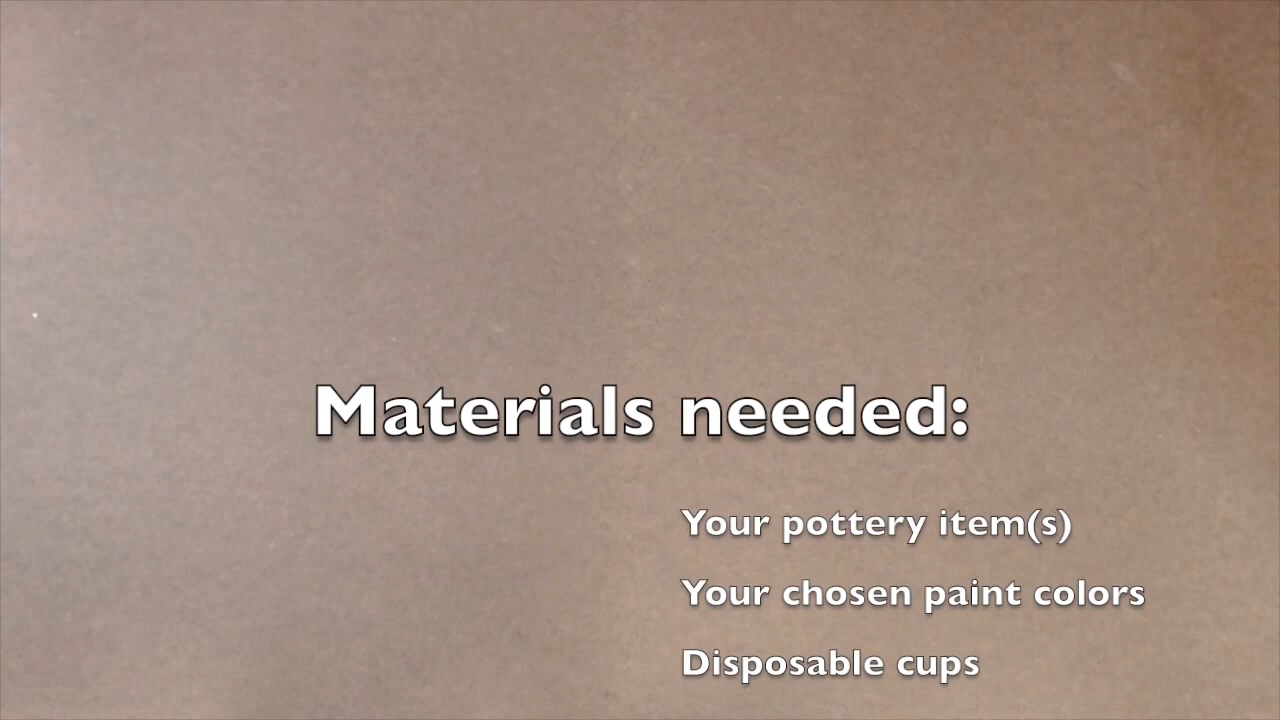 Materials needed:
Your pottery item(s)
Your chosen paint colors
Disposable cups